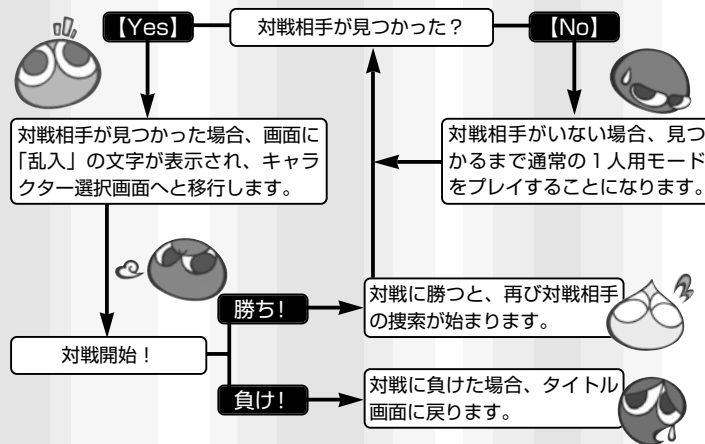 【Yes】
対戦相手が見つかった？
【No】
対戦相手が見つかった場合、画面に
「乱入」の文字が表示され、キャラ
クター選択画面へと移行します。
対戦相手がいない場合、見つ
かるまで通常の１人用モード
をプレイすることになります。
対戦開始！
勝ち！
対戦に勝つと、再び対戦相手
の捜索が始まります。
負け！
対戦に負けた場合、タイトル
画面に戻ります。